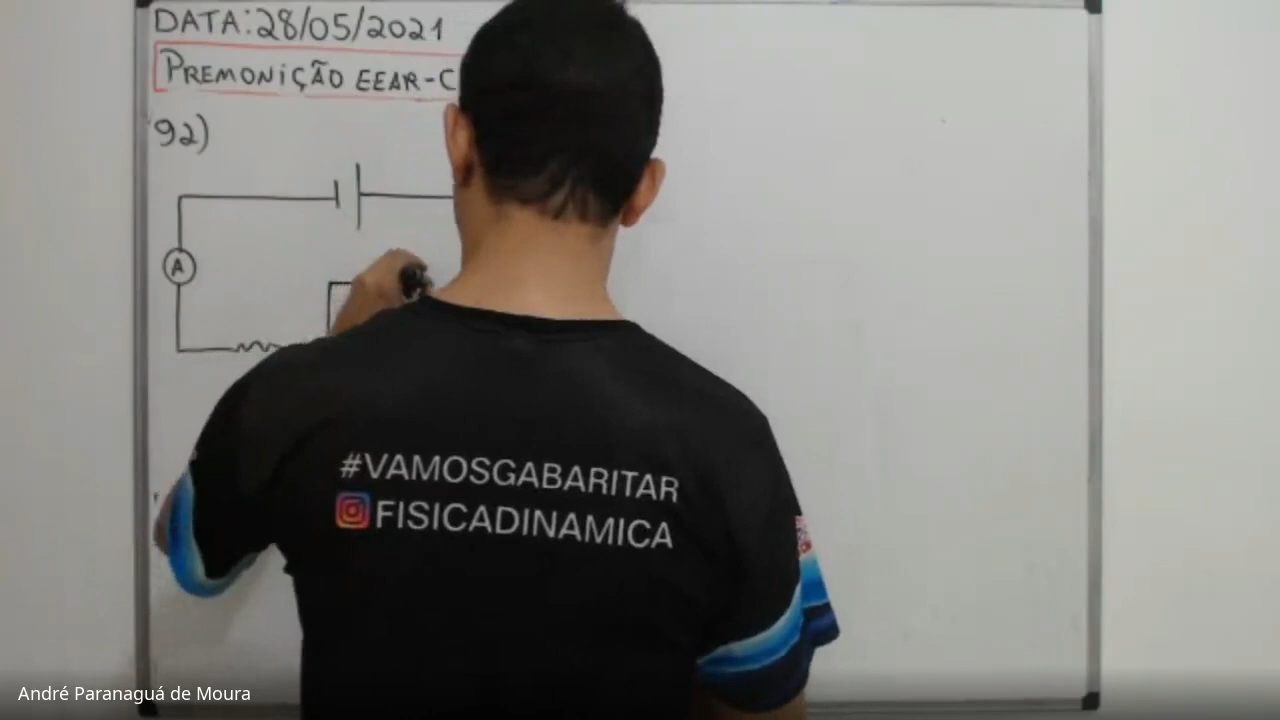 DATA: 28/05/2021
PREMONIÇÃO EEAR-C
92)
A
#VAMOSGABARITAR
FISICADINAMICA
André Paranaguá de Moura